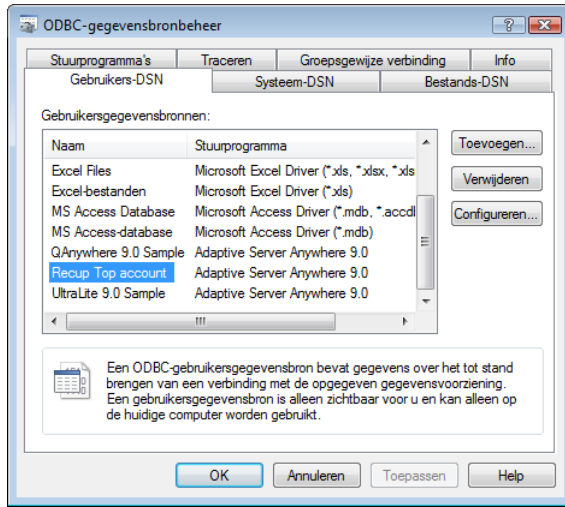 ODBC-gegevensbronbeheer
Stuurprogramma's Traceren Groepsgewijze verbinding Info
Gebruikers-DSN Systeem-DSN Bestands-DSN
Gebruikersgegevensbronnen:
Naam Stuurprogramma
Toevoegen...
Excel Files Microsoft Excel Driver (*.xls, *.xlsx, *.xls
Verwijderen
Excel-bestanden Microsoft Excel Driver (*.xls)
MS Access Database Microsoft Access Driver (*.mdb, *.accdl
Configureren...
MS Access-database Microsoft Access Driver (*.mdb)
QAnywhere 9.0 Sample Adaptive Server Anywhere 9.0
Recup Top account Adaptive Server Anywhere 9.0
UltraLite 9.0 Sample Adaptive Server Anywhere 9.0
Een ODBC-gebruikersgegevensbron bevat gegevens over het tot stand
brengen van een verbinding met de opgegeven gegevensvoorziening.
Een gebruikersgegevensbron is alleen zichtbaar voor u en kan alleen op
de huidige computer worden gebruikt.
OK Annuleren Toepassen Help